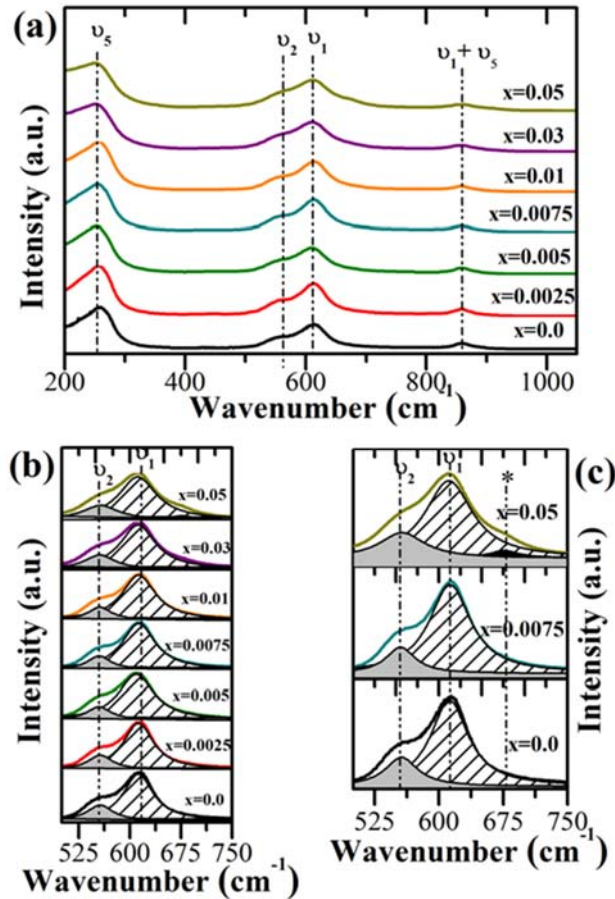 (a)
υ5
υ2 υ1
υ1+ υ5
x=0.05
x=0.03
x=0.01
x=0.0075
x=0.005
x=0.0025
x=0.0
Intensity (a.u.)
200 400 600 800 1000
Wavenumber (cm-1)
(b)
υ2 υ1
x=0.05
x=0.03
x=0.01
x=0.0075
x=0.005
x=0.0025
x=0.0
Intensity (a.u.)
525 600 675 750
Wavenumber (cm-1)
(c)
υ2 υ1 *
x=0.05
x=0.0075
x=0.0
Intensity (a.u.)
525 600 675 750
Wavenumber (cm-1)